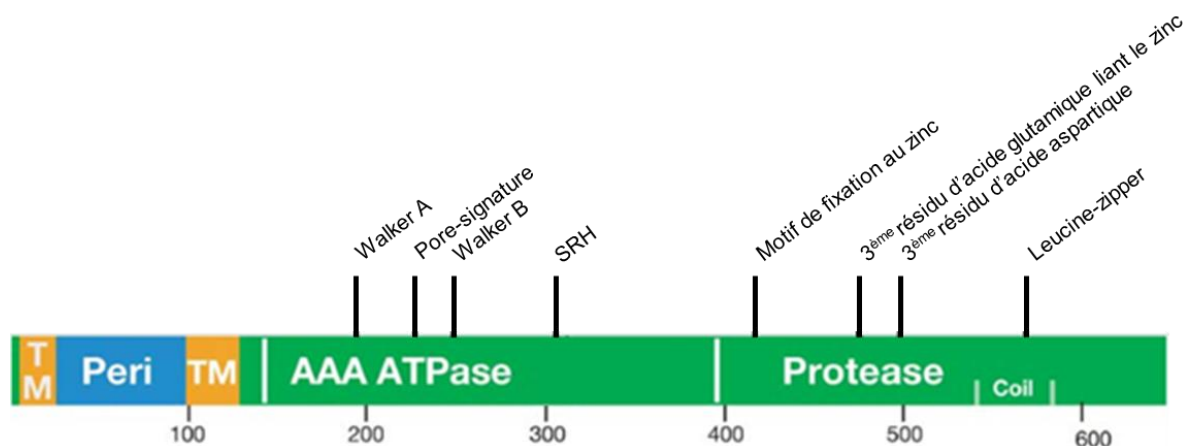 Walker A
Pore-signature
Walker B
SRH
Motif de fixation au zinc
3ème résidu d'acide glutamique liant le zinc
3ème résidu d'acide aspartique
Leucine-zipper
TM
Peri
TM
AAA ATPase
Protease
Coil
100
200
300
400
500
600